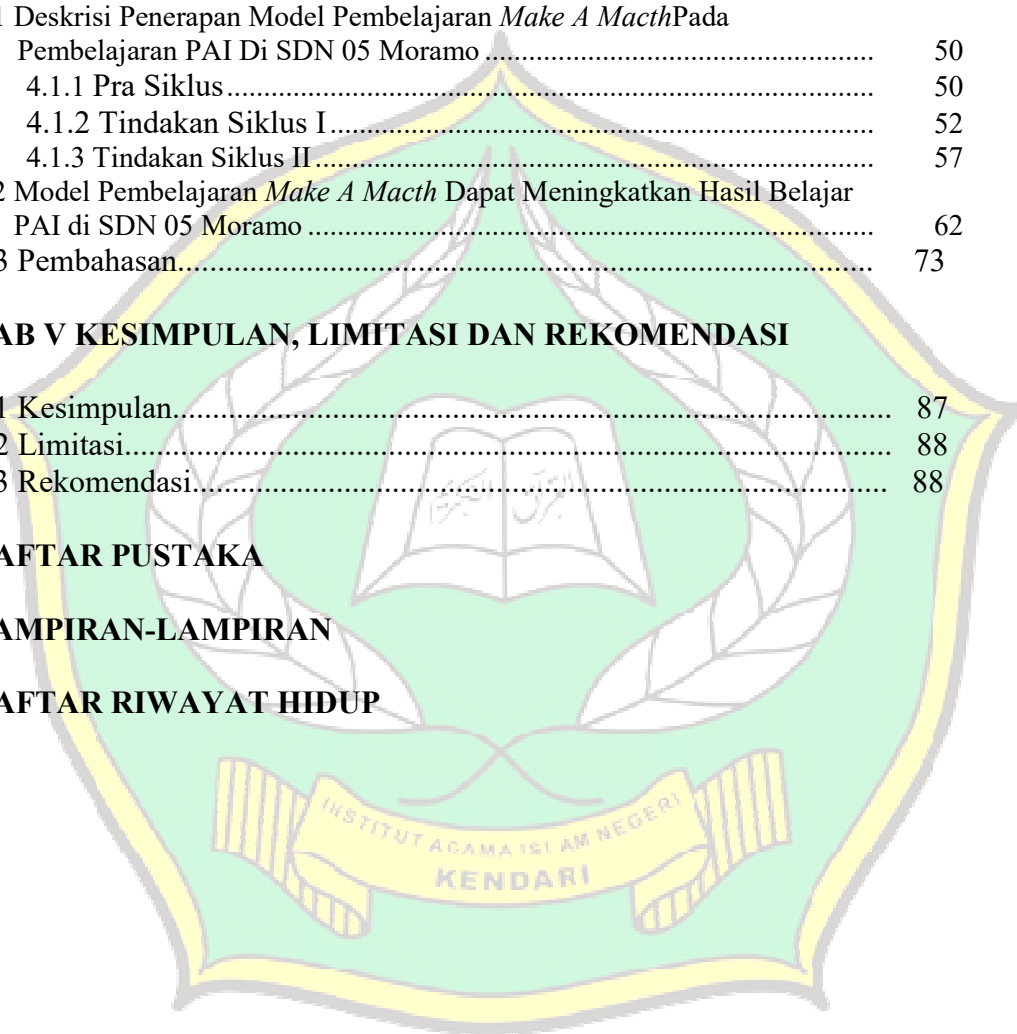 1 Deskrisi Penerapan Model Pembelajaran Make A MacthPada
Pembelajaran PAI Di SDN 05 Moramo ........ 50
4.1.1 Pra Siklus ........ 50
4.1.2 Tindakan Siklus I ........ 52
4.1.3 Tindakan Siklus II ........ 57
2 Model Pembelajaran Make A Macth Dapat Meningkatkan Hasil Belajar
PAI di SDN 05 Moramo ........ 62
3 Pembahasan ........ 73
AB V KESIMPULAN, LIMITASI DAN REKOMENDASI
1 Kesimpulan ........ 87
2 Limitasi ........ 88
3 Rekomendasi ........ 88
AFTAR PUSTAKA
AMPIRAN-LAMPIRAN
AFTAR RIWAYAT HIDUP
INSTITUT AGAMA ISLAM NEGERI
KENDARI